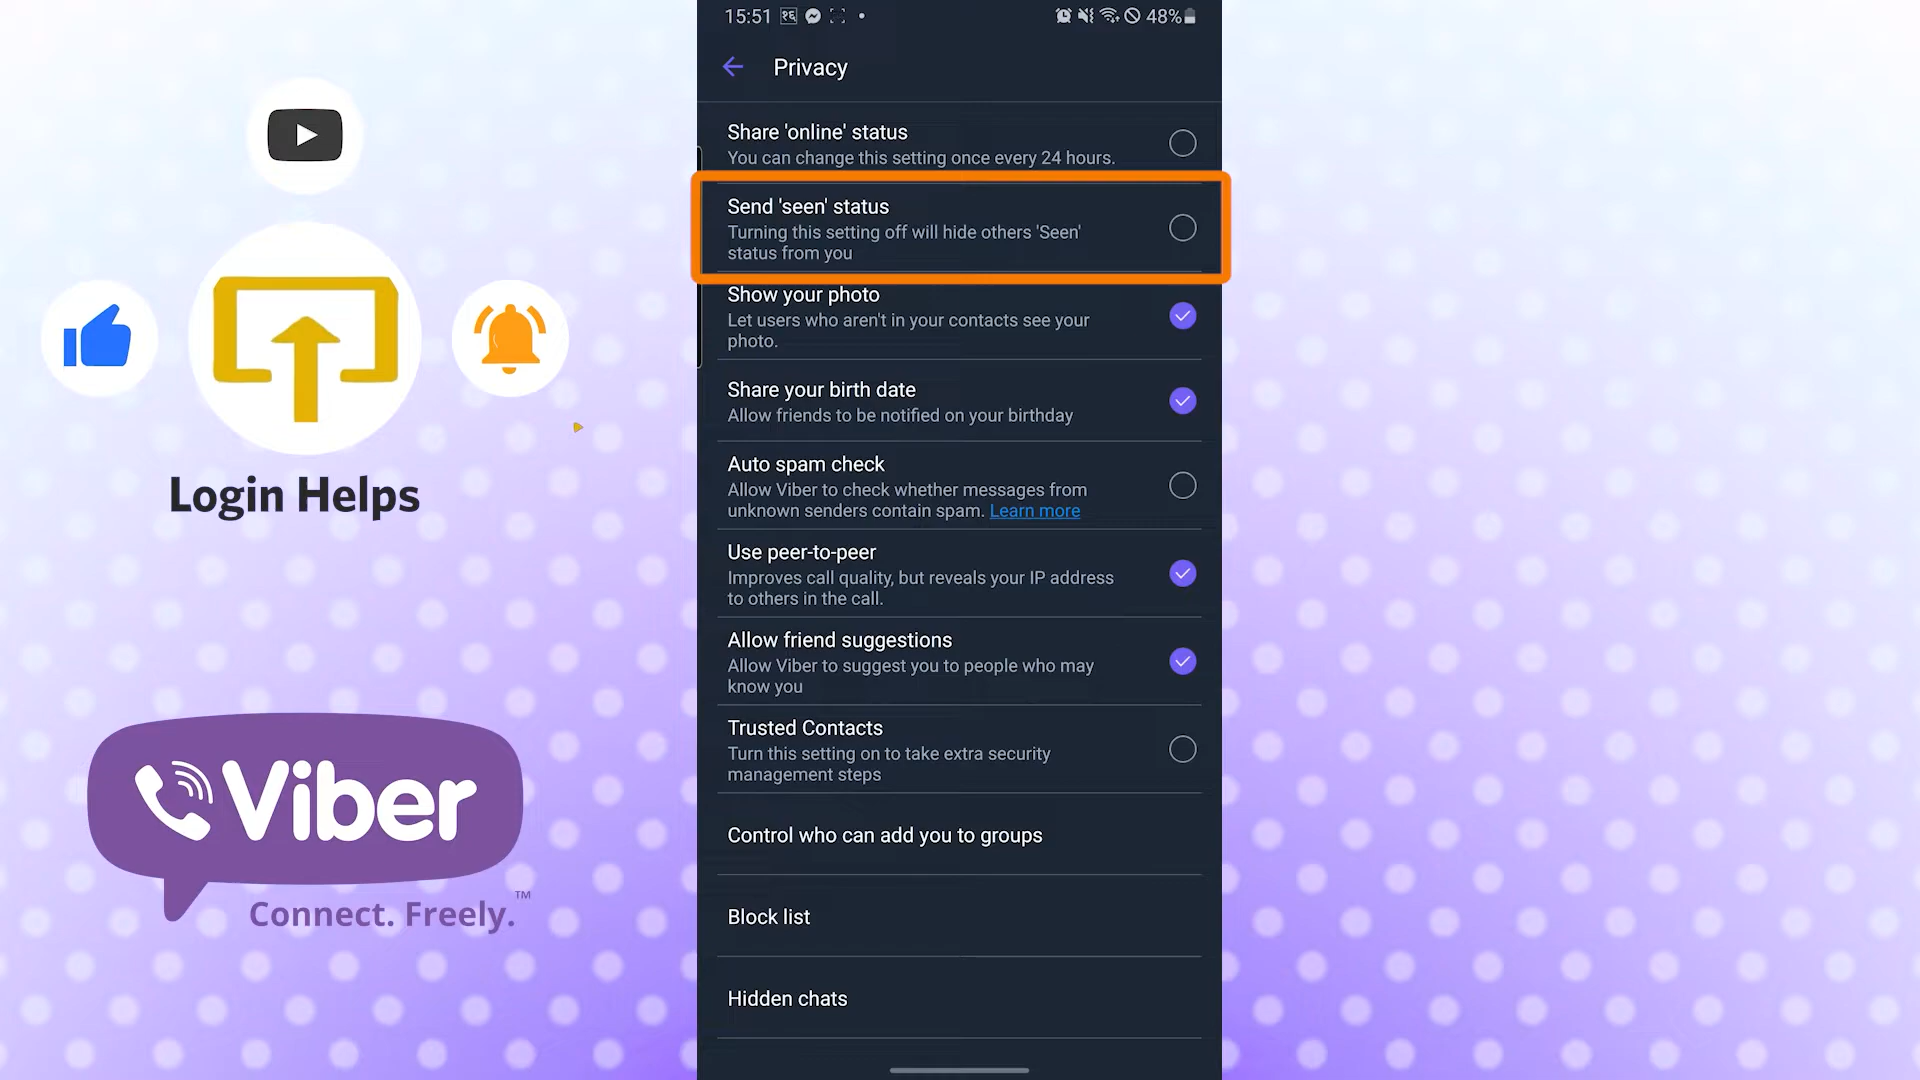 15:51
48%
Privacy
Share 'online' status
You can change this setting once every 24 hours.
Send 'seen' status
Turning this setting off will hide others 'Seen'
status from you
Show your photo
Let users who aren't in your contacts see your
photo.
Share your birth date
Allow friends to be notified on your birthday
Auto spam check
Allow Viber to check whether messages from
unknown senders contain spam. Learn more
Use peer-to-peer
Improves call quality, but reveals your IP address
to others in the call.
Allow friend suggestions
Allow Viber to suggest you to people who may
know you
Trusted Contacts
Turn this setting on to take extra security
management steps
Control who can add you to groups
Block list
Hidden chats
Login Helps
Viber
Connect. Freely.™